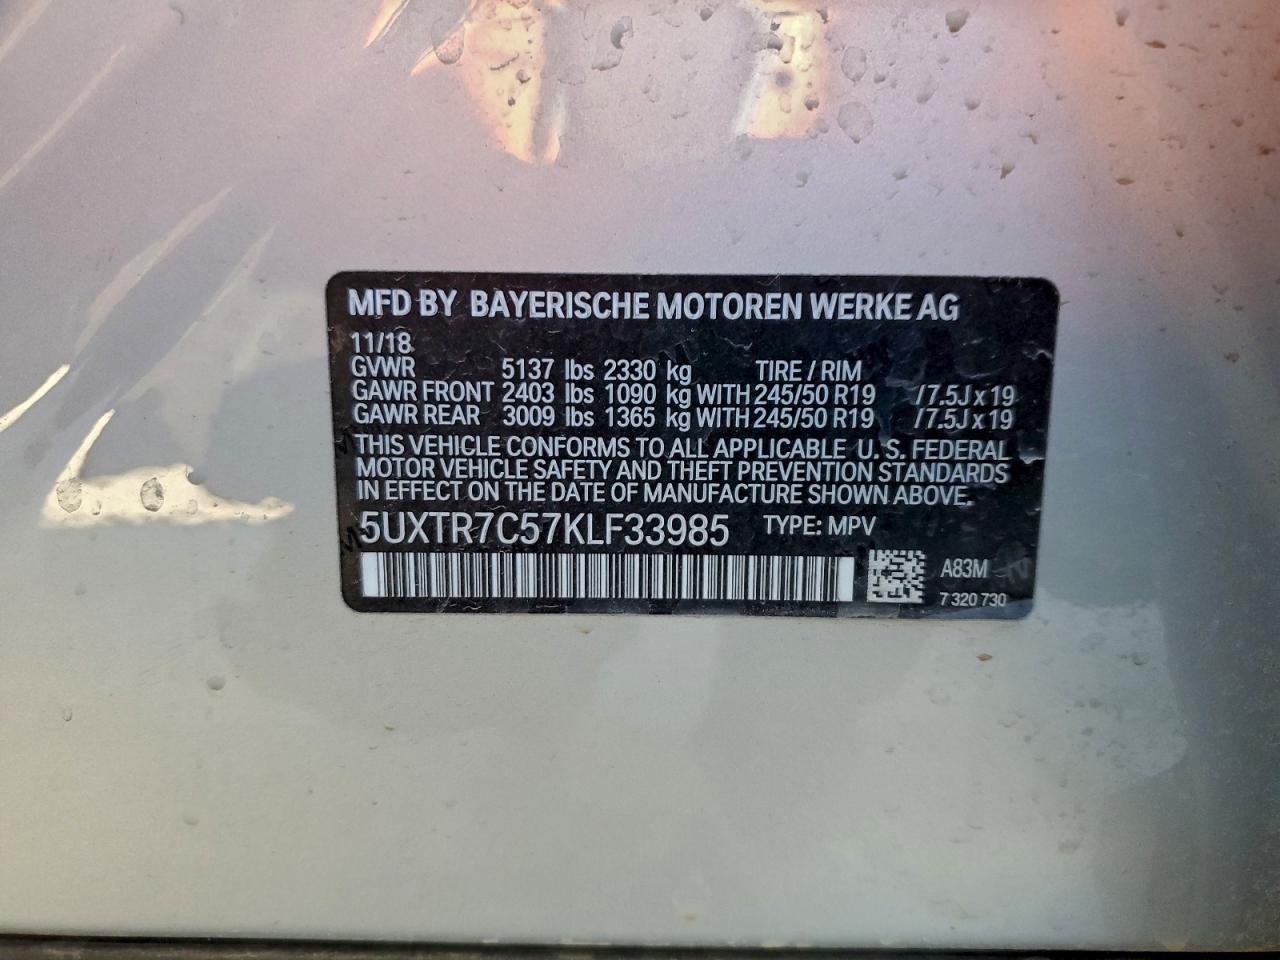 MFD BY BAYERISCHE MOTOREN WERKE AG
11/18
GVWR 5137 lbs 2330 kg TIRE / RIM
GAWR FRONT 2403 lbs 1090 kg WITH 245/50 R19 /7.5J x 19
GAWR REAR 3009 lbs 1365 kg WITH 245/50 R19 /7.5J x 19
THIS VEHICLE CONFORMS TO ALL APPLICABLE U. S. FEDERAL
MOTOR VEHICLE SAFETY AND THEFT PREVENTION STANDARDS
IN EFFECT ON THE DATE OF MANUFACTURE SHOWN ABOVE.
5UXTR7C57KLF33985 TYPE: MPV
A83M
7 320 730